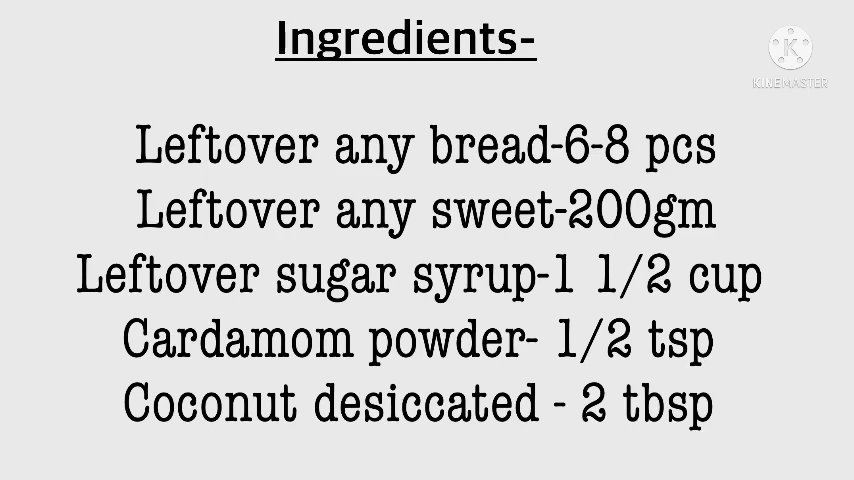 Ingredients-
K
KINEMASTER
Leftover any bread-6-8 pcs
Leftover any sweet-200gm
Leftover sugar syrup-1 1/2 cup
Cardamom powder- 1/2 tsp
Coconut desiccated - 2 tbsp